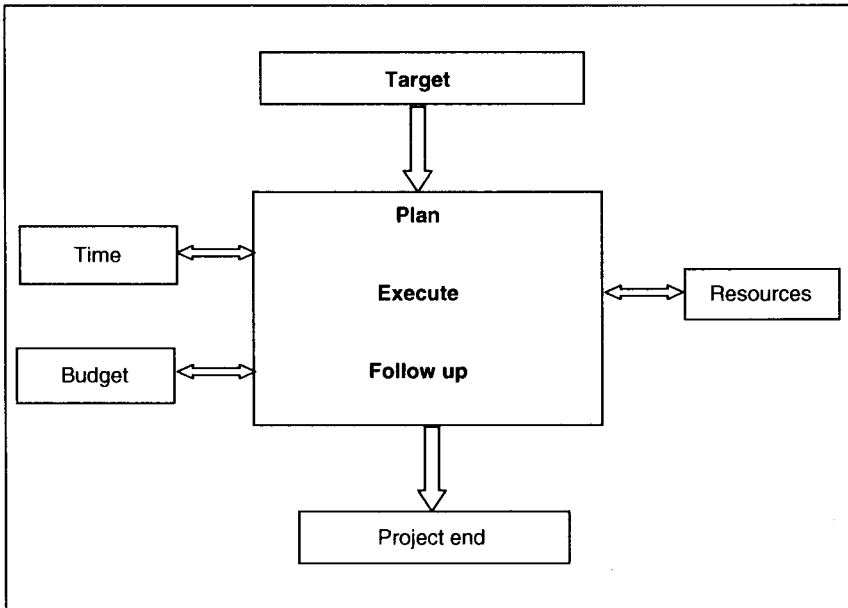 Target
Plan
Time
Execute
Resources
Budget
Follow up
Project end